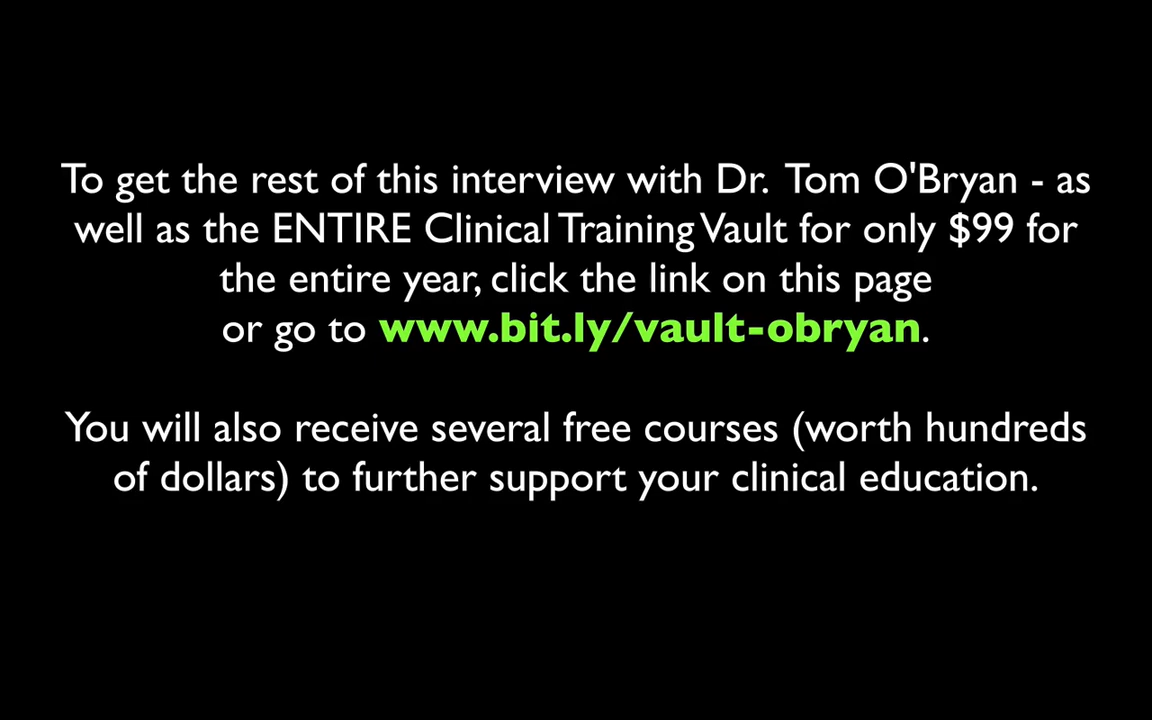 To get the rest of this interview with Dr. Tom O'Bryan - as
well as the ENTIRE Clinical Training Vault for only $99 for
the entire year, click the link on this page
or go to www.bit.ly/vault-obryan.
You will also receive several free courses (worth hundreds
of dollars) to further support your clinical education.